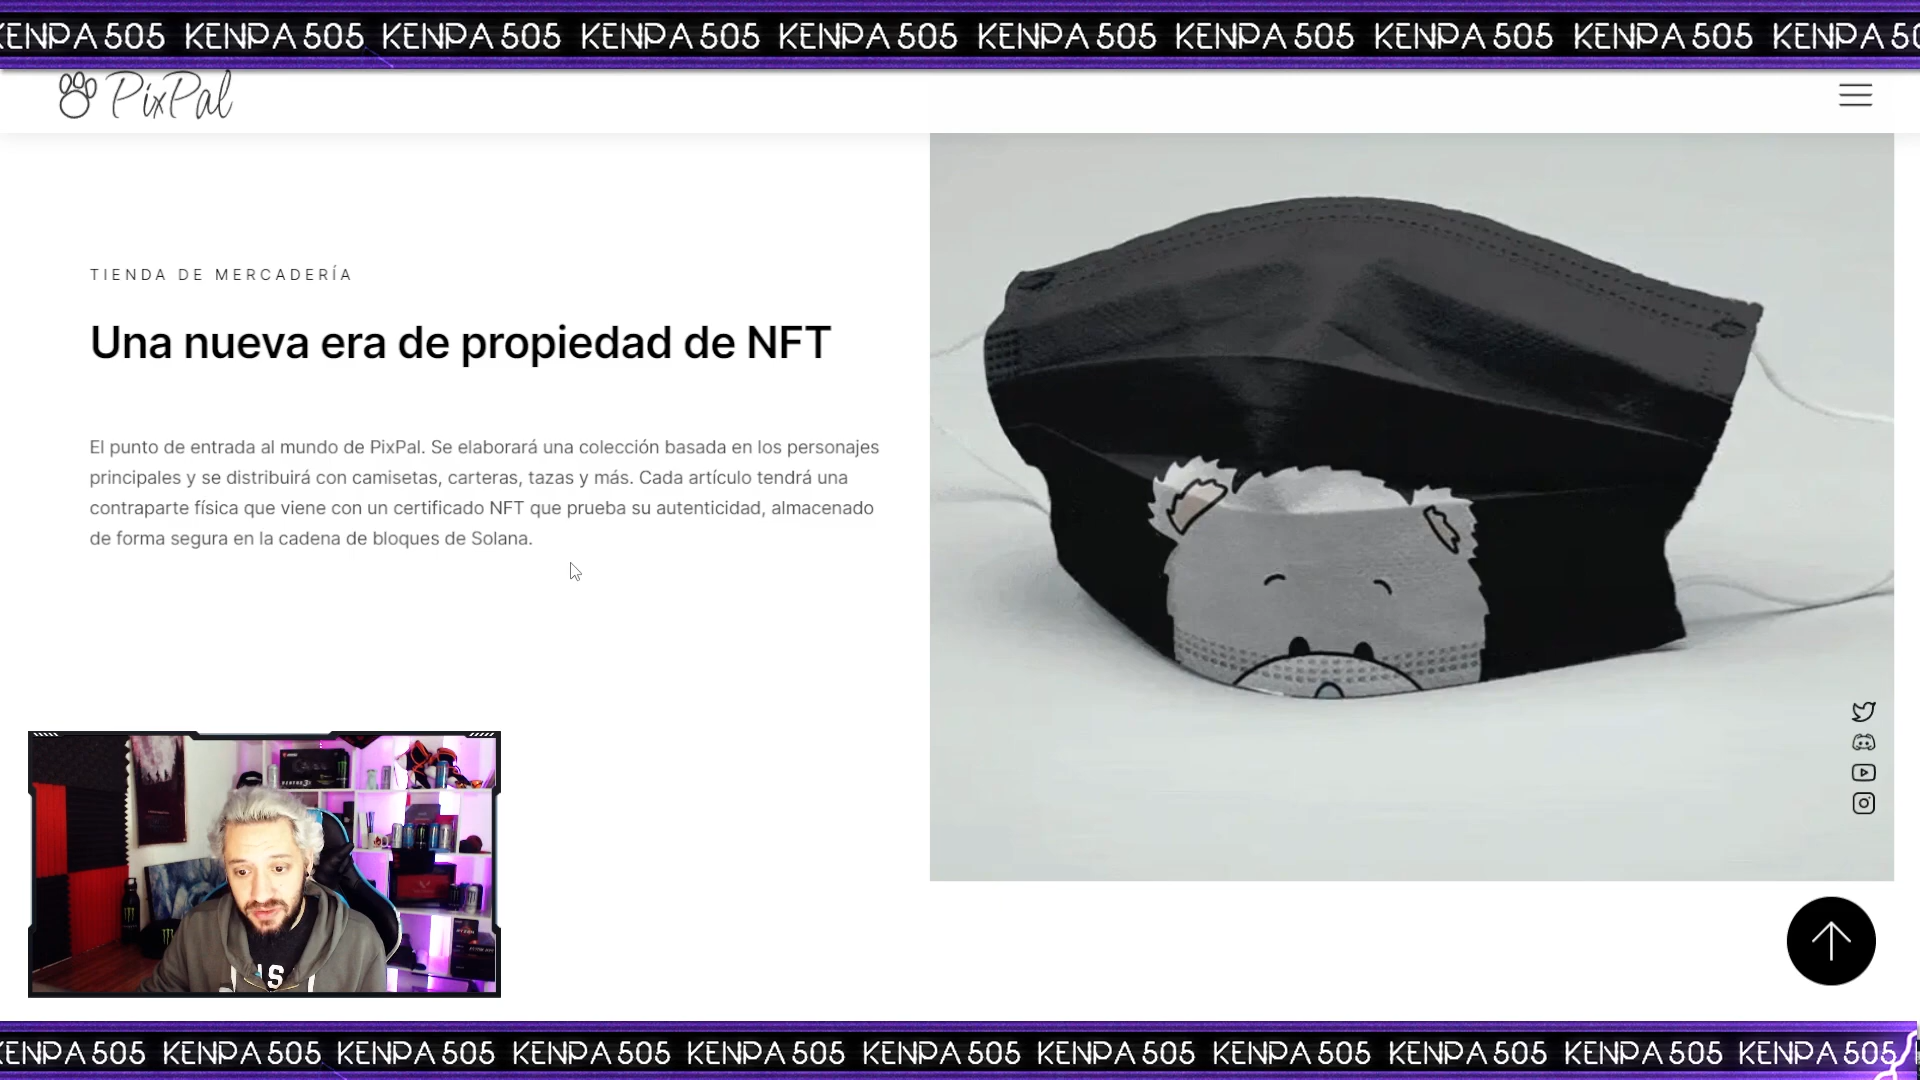 KENPA 505 KENPA 505 KENPA 505 KENPA 505 KENPA 505 KENPA 505 KENPA 505 KENPA 505 KENPA 505
PixPal
TIENDA DE MERCADERÍA
Una nueva era de propiedad de NFT
El punto de entrada al mundo de PixPal. Se elaborará una colección basada en los personajes
principales y se distribuirá con camisetas, carteras, tazas y más. Cada artículo tendrá una
contraparte física que viene con un certificado NFT que prueba su autenticidad, almacenado
de forma segura en la cadena de bloques de Solana.
KENPA 505 KENPA 505 KENPA 505 KENPA 505 KENPA 505 KENPA 505 KENPA 505 KENPA 505 KENPA 505 KENPA 505 KENPA 505